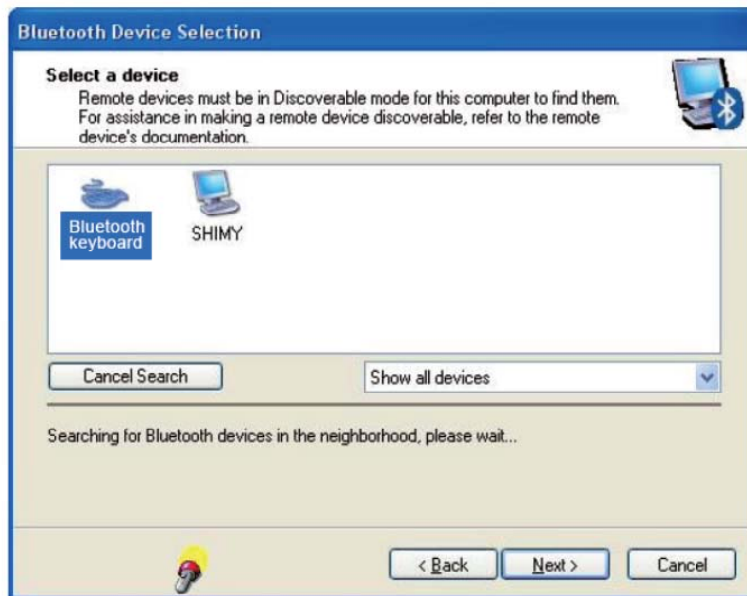 Bluetooth Device Selection
Select a device
Remote devices must be in Discoverable mode for this computer to find them.
For assistance in making a remote device discoverable, refer to the remote
device's documentation.
Bluetooth
keyboard
SHIMY
Cancel Search
Show all devices
Searching for Bluetooth devices in the neighborhood, please wait...
< Back
Next >
Cancel